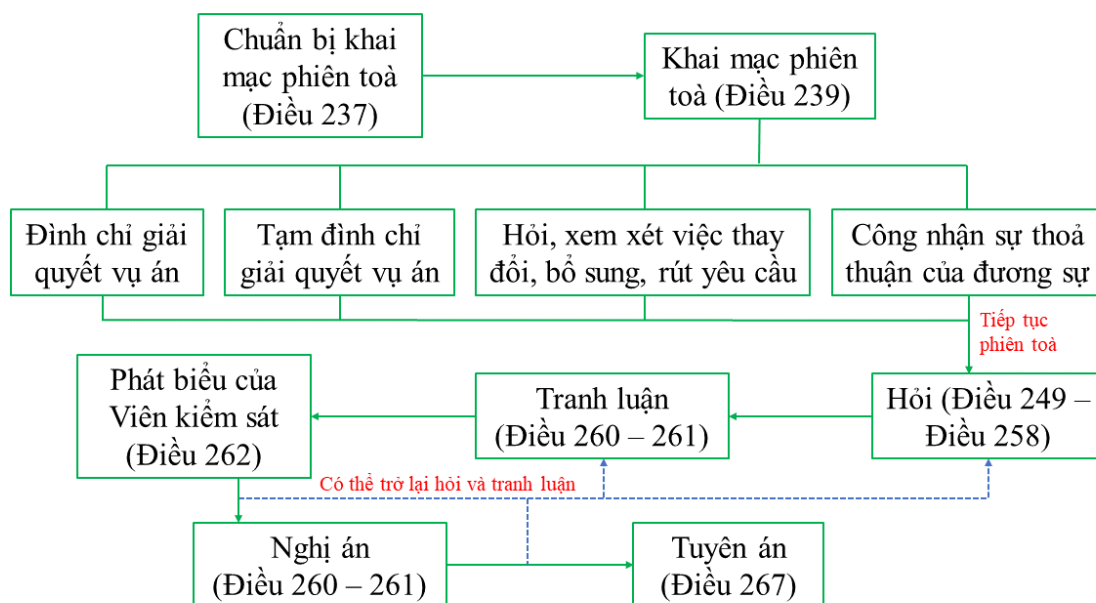 Chuẩn bị khai
mạc phiên toà
(Điều 237)
Khai mạc phiên
toà (Điều 239)
Đình chỉ giải
quyết vụ án
Tạm đình chỉ
giải quyết vụ án
Hỏi, xem xét việc thay
đổi, bổ sung, rút yêu cầu
Công nhận sự thoả
thuận của đương sự
Tiếp tục
phiên toà
Hỏi (Điều 249 –
Điều 258)
Tranh luận
(Điều 260 – 261)
Phát biểu của
Viên kiểm sát
(Điều 262)
Có thể trở lại hỏi và tranh luận
Nghị án
(Điều 260 – 261)
Tuyên án
(Điều 267)